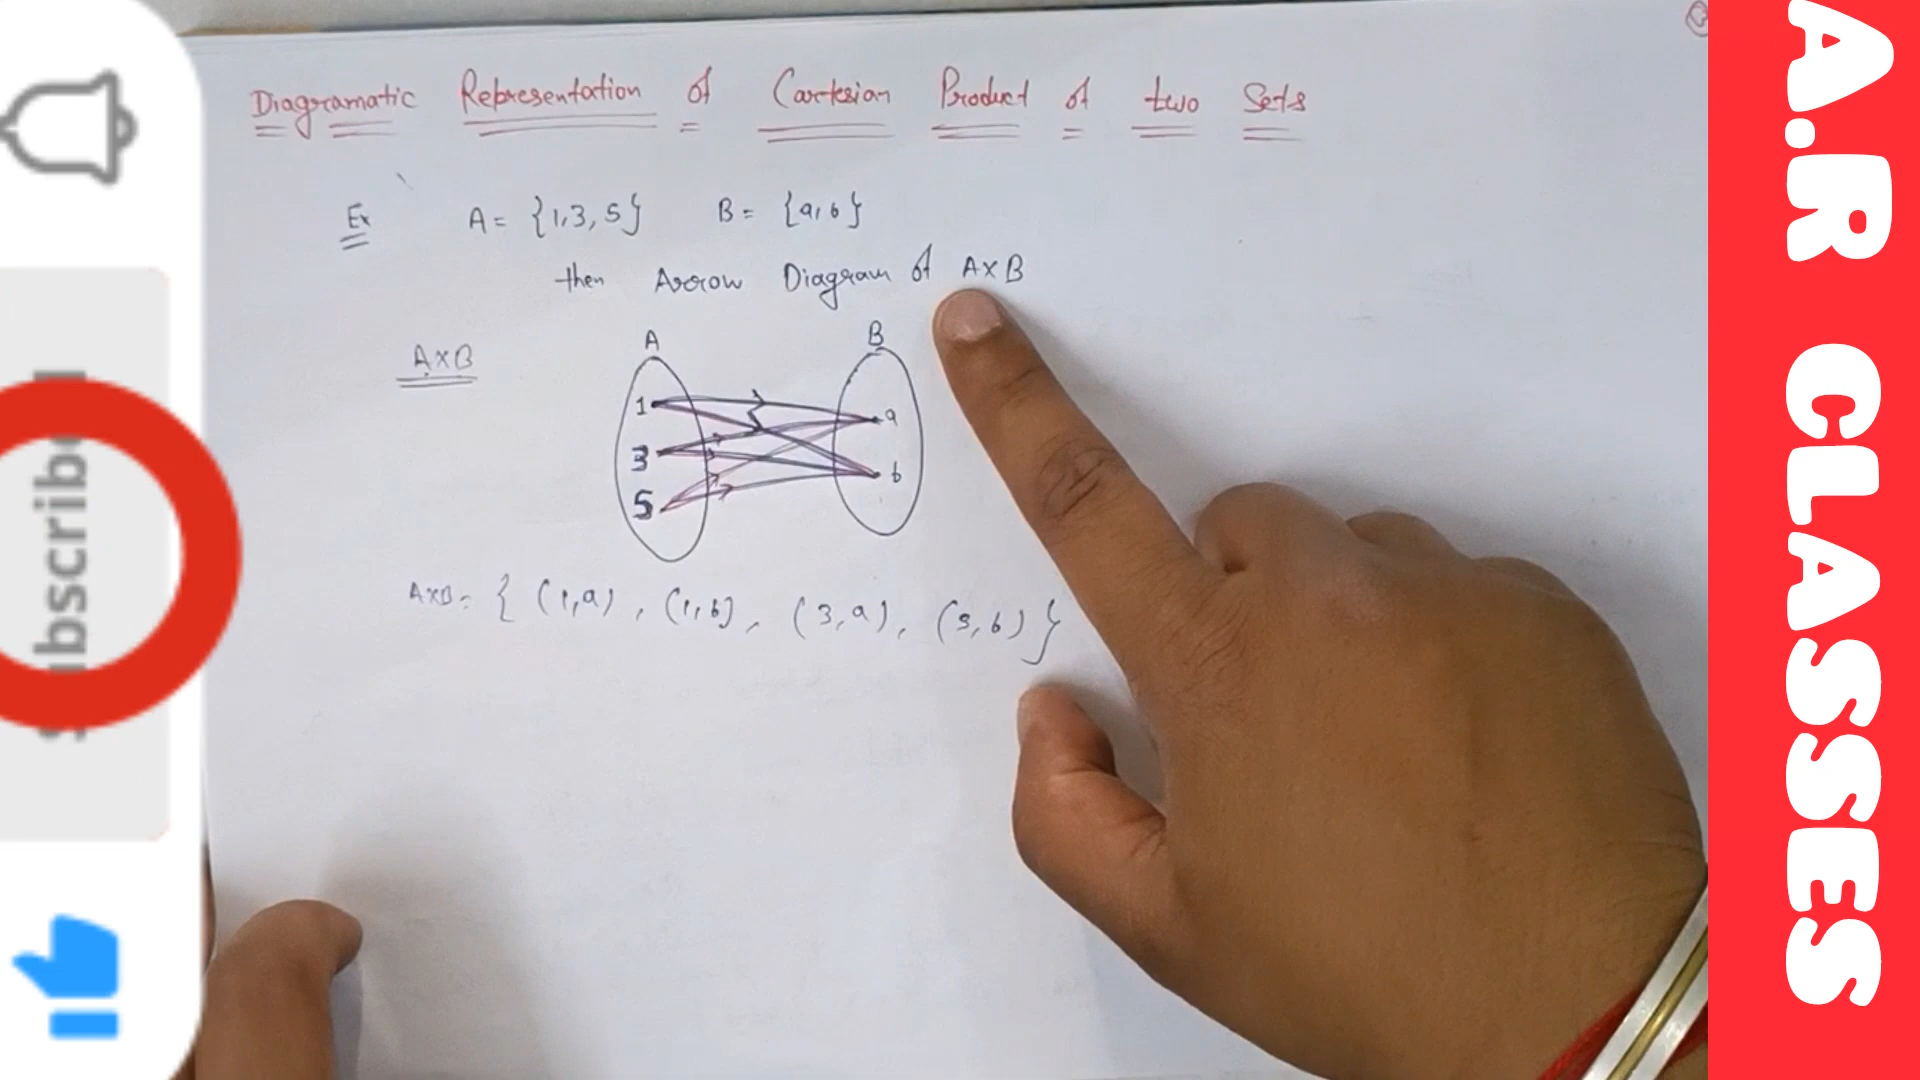 Diagramatic Representation of Cartesian Product of two Sets
Ex A = {1,3,5} B = {a,b}
then Arrow Diagram of A×B
A×B
A B
1 a
3 b
5
A×B = { (1,a) , (1,b), (3,a), (3,b) }
Subscribe
A.R CLASSES